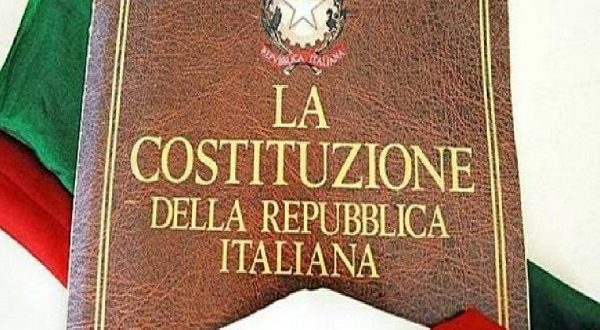 REPUBBLICA ITALIANA
LA
COSTITUZIONE
DELLA REPUBBLICA
ITALIANA